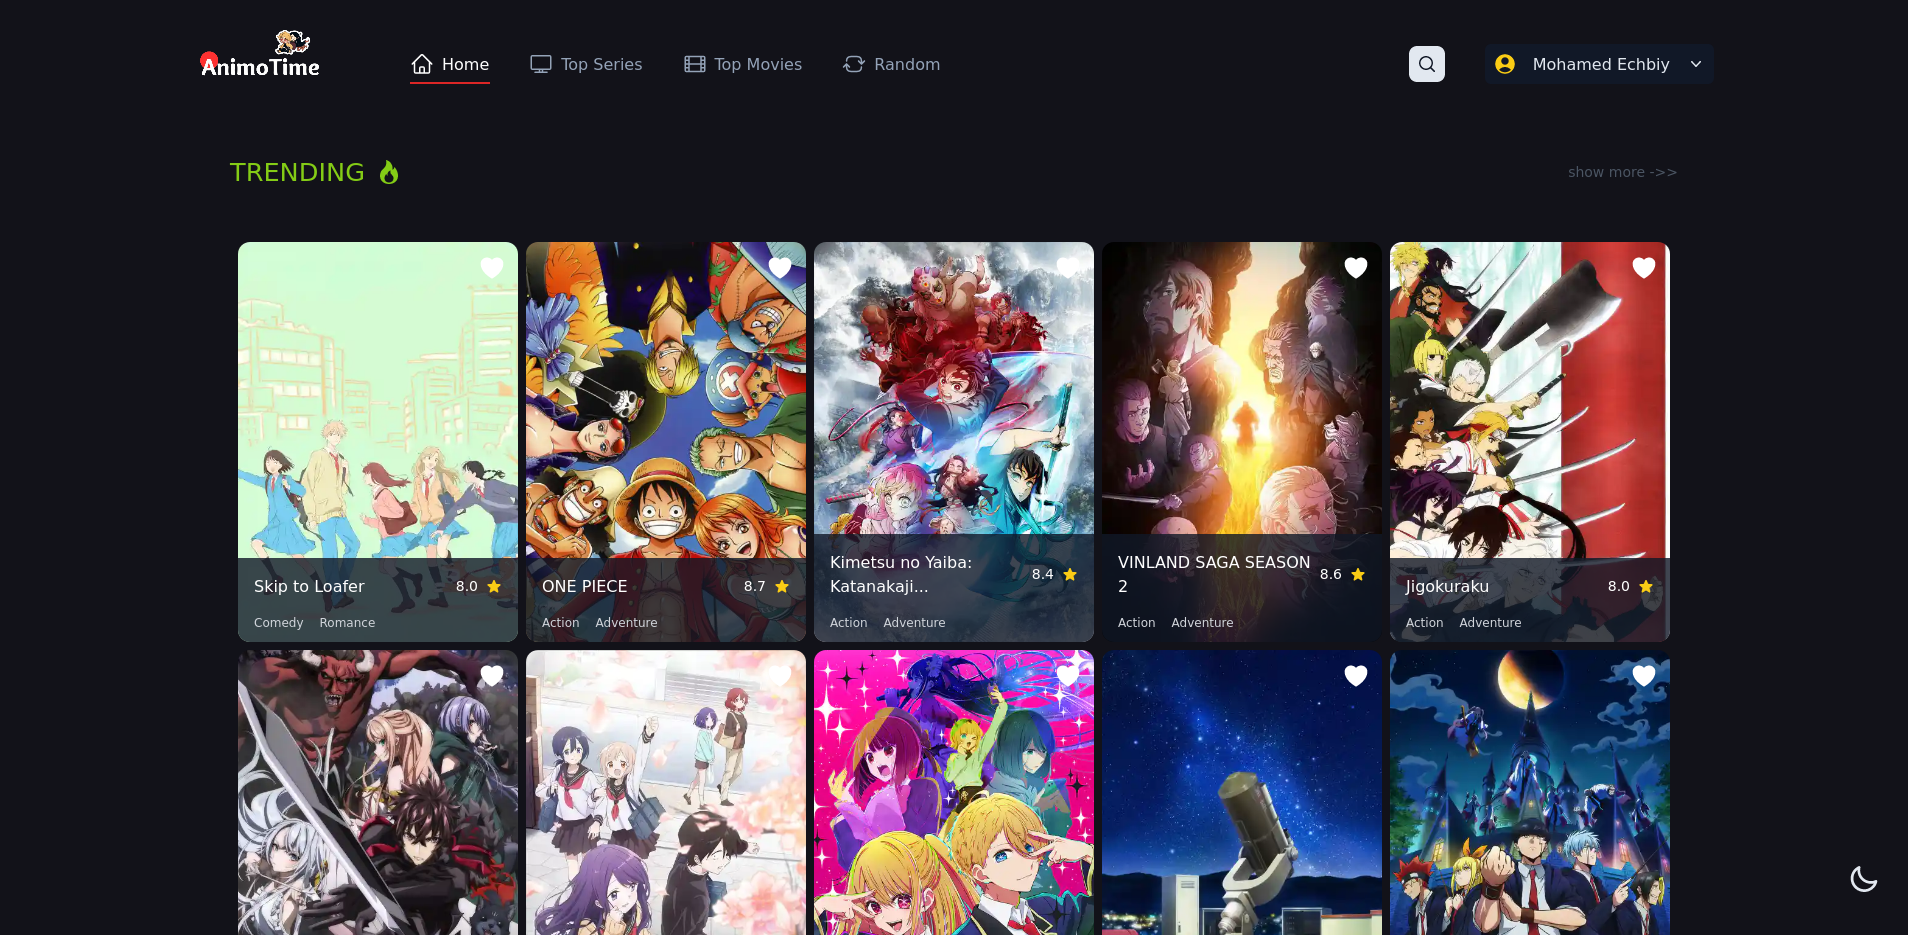 AnimoTime
Home
Top Series
Top Movies
Random
Mohamed Echbiy
TRENDING
show more ->>
Skip to Loafer
8.0
Comedy Romance
ONE PIECE
8.7
Action Adventure
Kimetsu no Yaiba:
Katanakaji...
8.4
Action Adventure
VINLAND SAGA SEASON
2
8.6
Action Adventure
Jigokuraku
8.0
Action Adventure